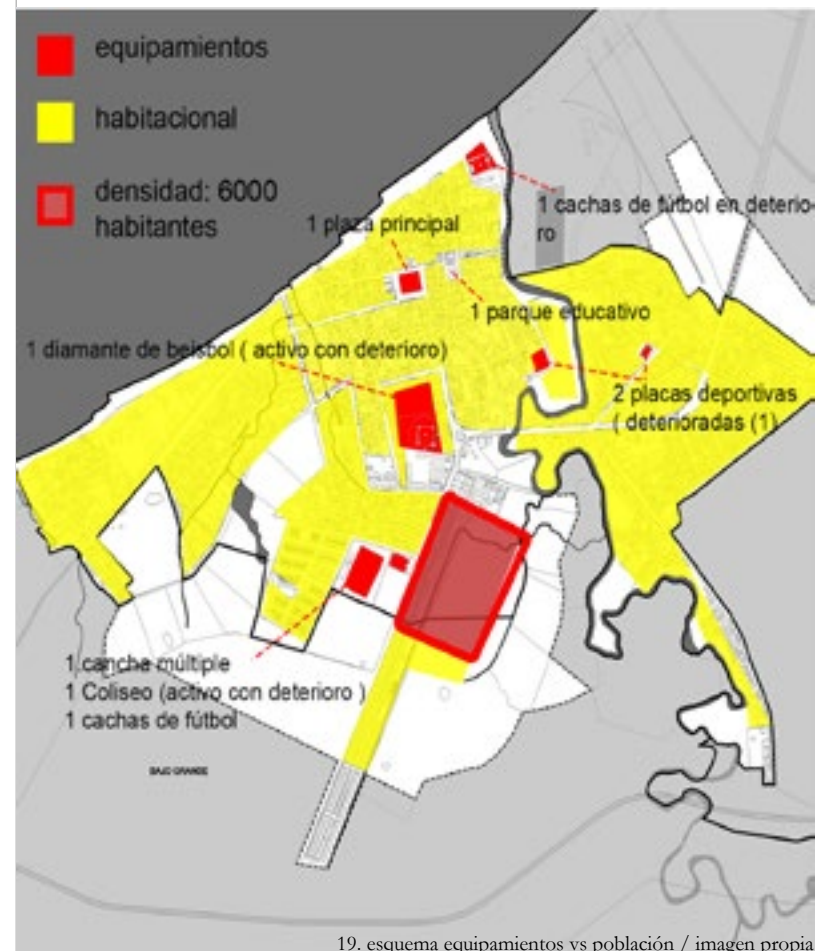 equipamientos
habitacional
densidad: 6000
habitantes
1 cachas de fútbol en deterio-
ro
1 plaza principal
1 parque educativo
1 diamante de beisbol ( activo con deterioro)
2 placas deportivas
( deterioradas (1)
1 cancha múltiple
1 Coliseo (activo con deterioro )
1 cachas de fútbol
BAJO GRANDE
19. esquema equipamientos vs población / imagen propia